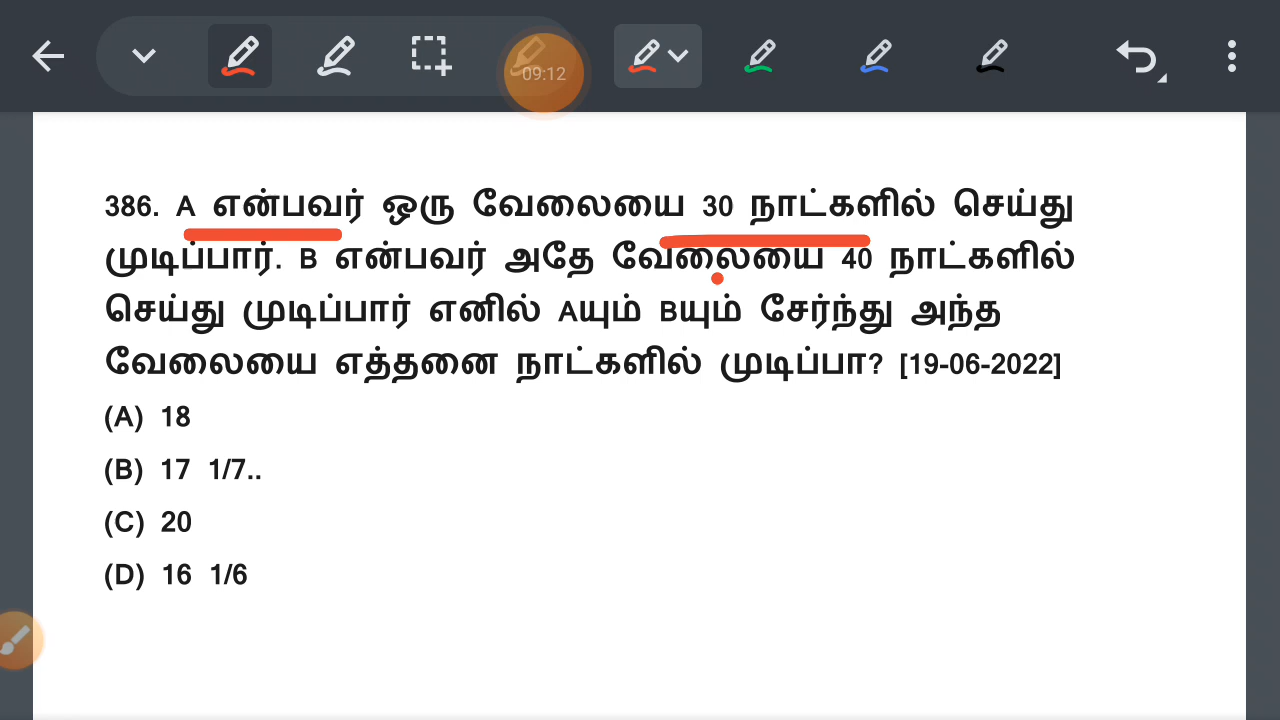 09:12
386. A என்பவர் ஒரு வேலையை 30 நாட்களில் செய்து
முடிப்பார். B என்பவர் அதே வேலையை 40 நாட்களில்
செய்து முடிப்பார் எனில் Aயும் Bயும் சேர்ந்து அந்த
வேலையை எத்தனை நாட்களில் முடிப்பா? [19-06-2022]
(A) 18
(B) 17 1/7..
(C) 20
(D) 16 1/6